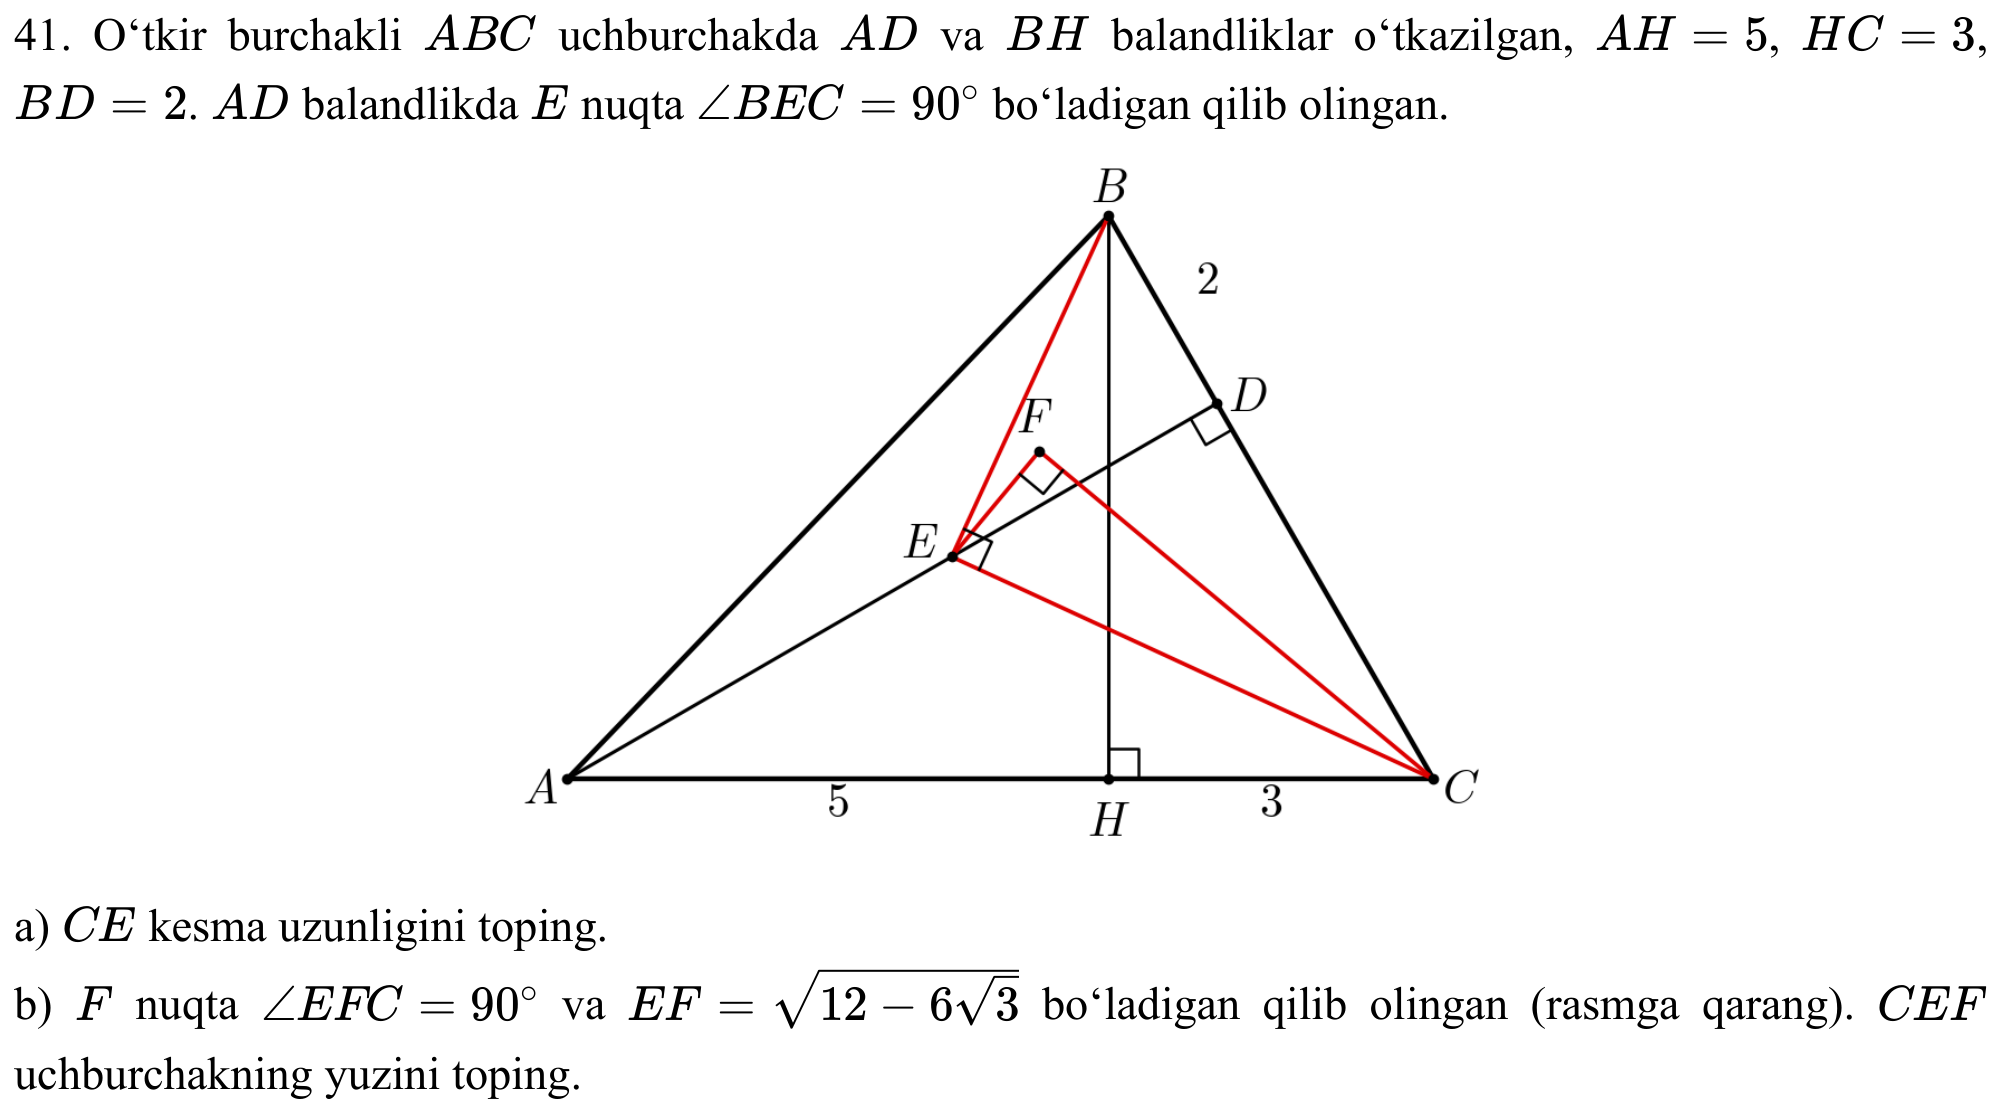 41. O‘tkir burchakli ABC uchburchakda AD va BH balandliklar o‘tkazilgan, AH = 5, HC = 3,
BD = 2. AD balandlikda E nuqta ∠BEC = 90° bo‘ladigan qilib olingan.
B
2
D
F
E
A
5
H
3
C
a) CE kesma uzunligini toping.
b) F nuqta ∠EFC = 90° va EF = √(12 − 6√3) bo‘ladigan qilib olingan (rasmga qarang). CEF
uchburchakning yuzini toping.